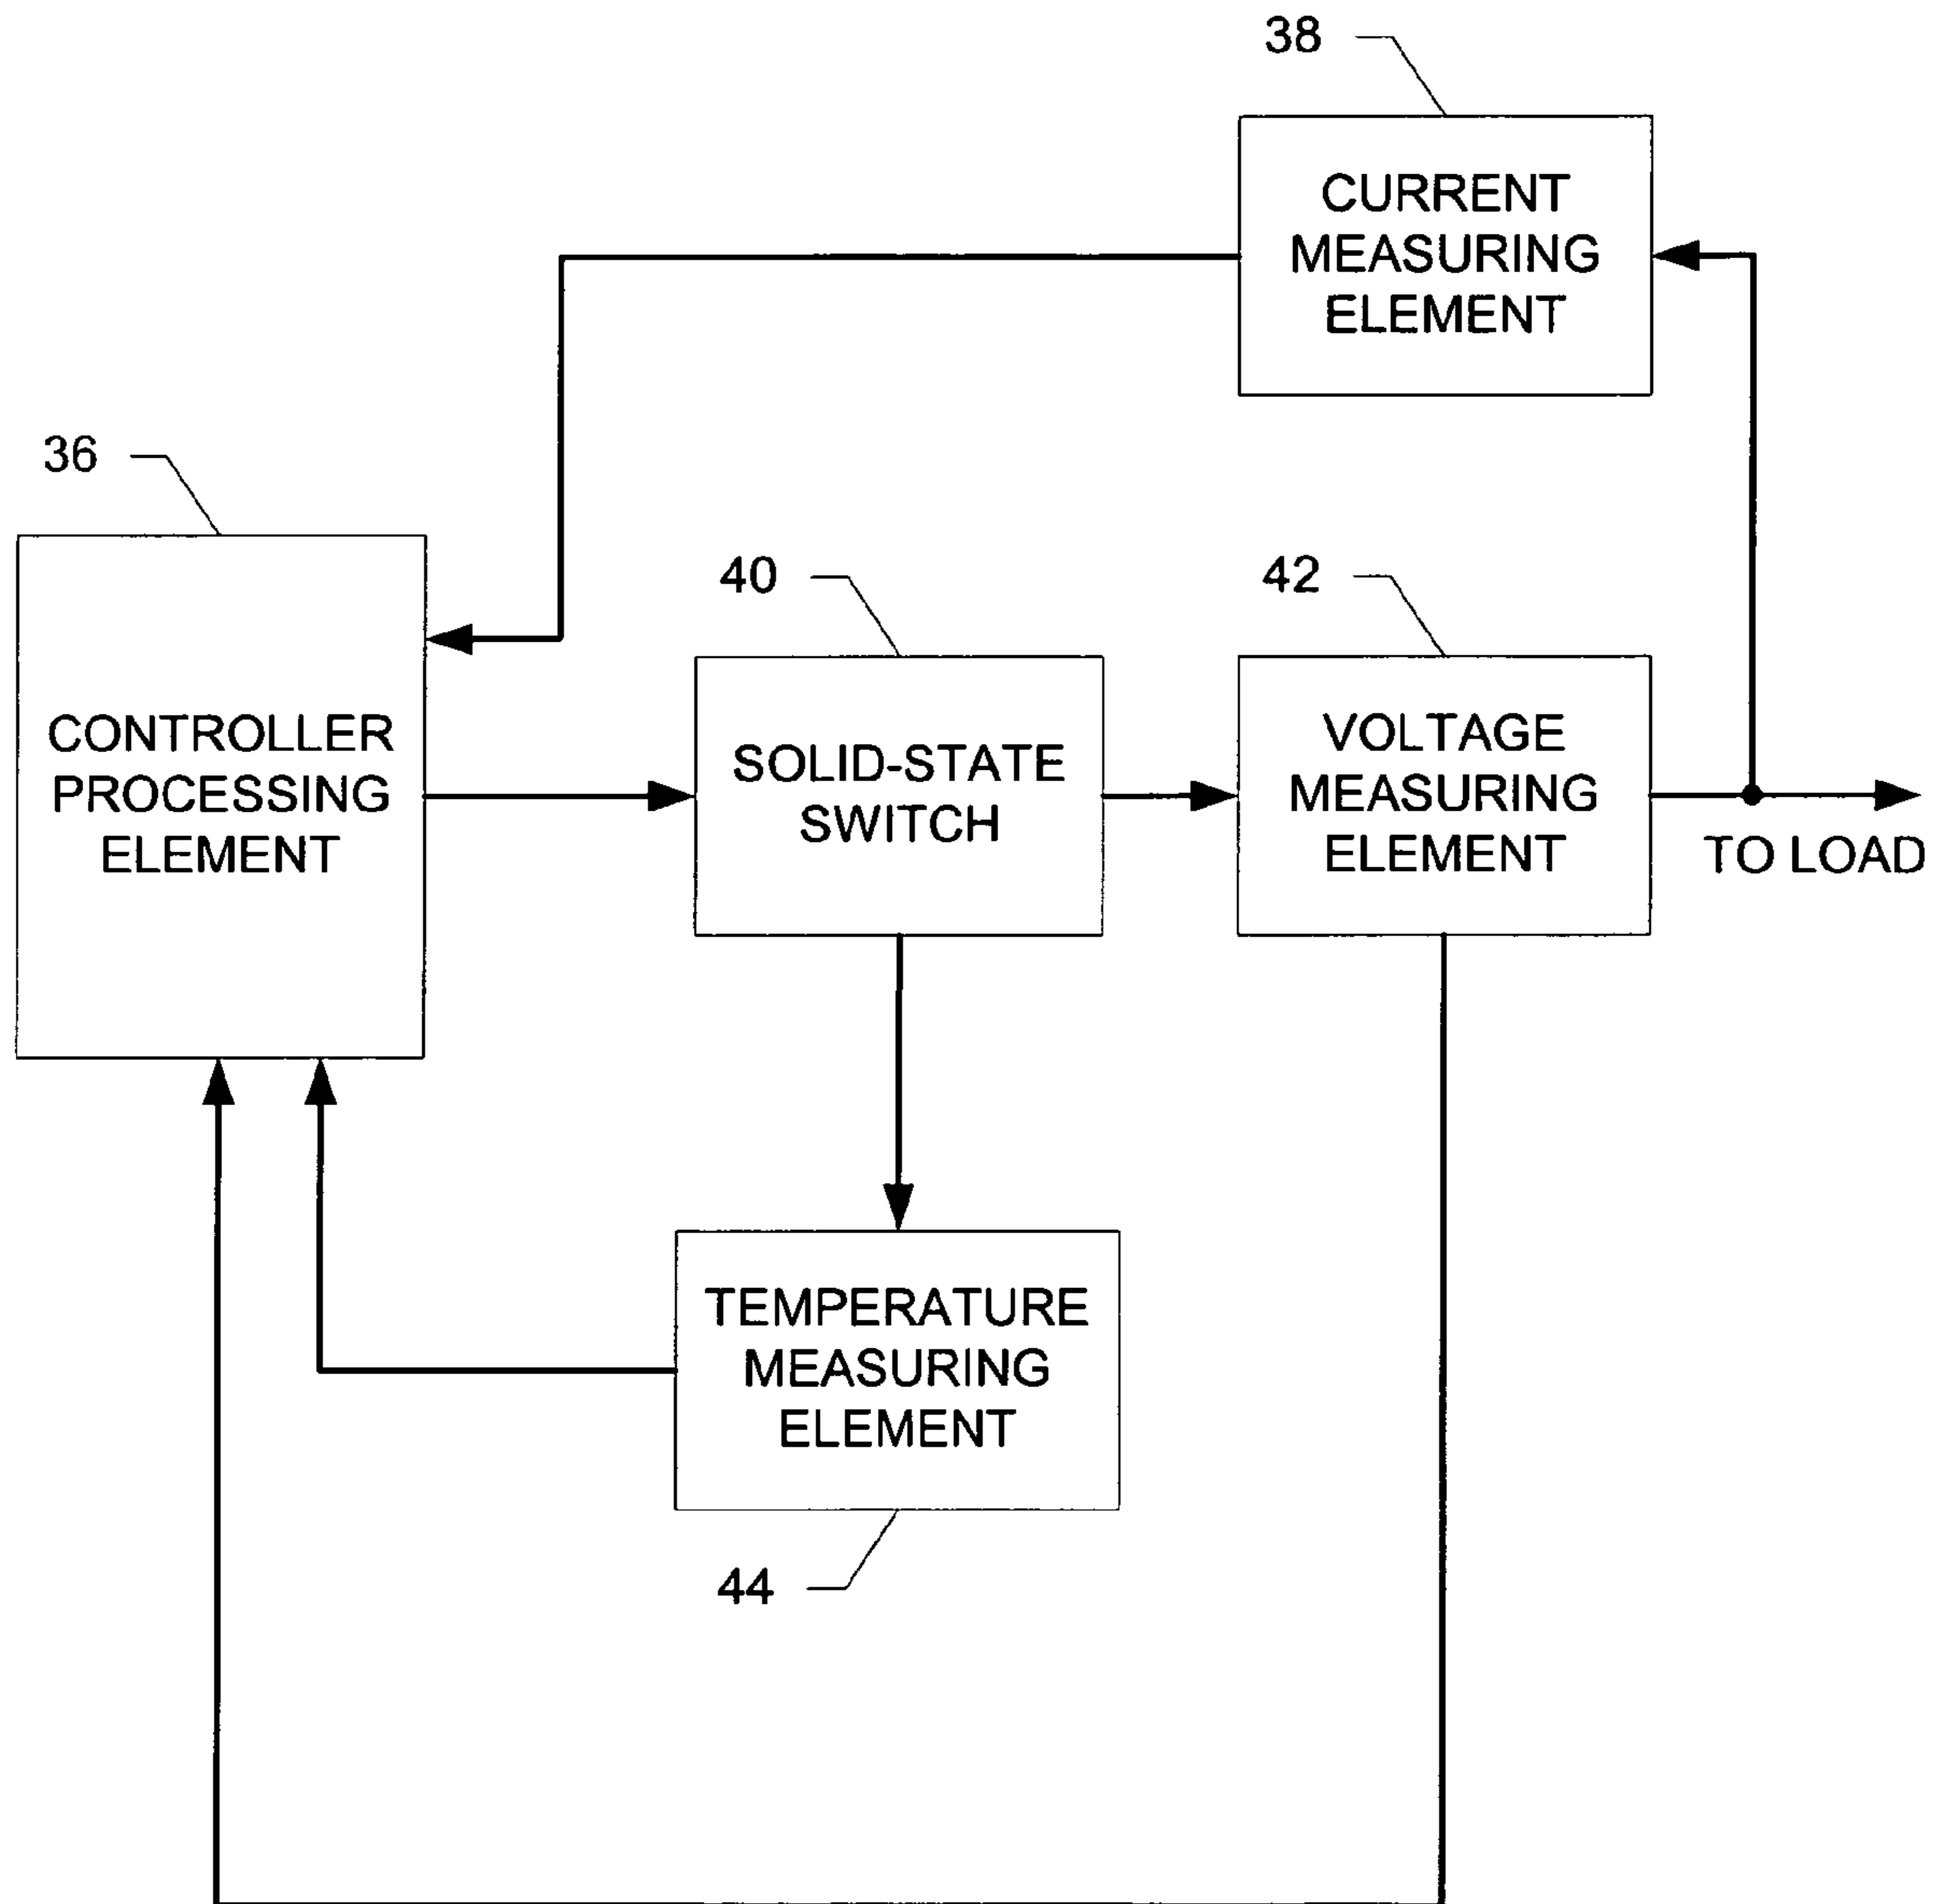 38
CURRENT
MEASURING
ELEMENT
36
CONTROLLER
PROCESSING
ELEMENT
40
SOLID-STATE
SWITCH
42
VOLTAGE
MEASURING
ELEMENT
TO LOAD
TEMPERATURE
MEASURING
ELEMENT
44